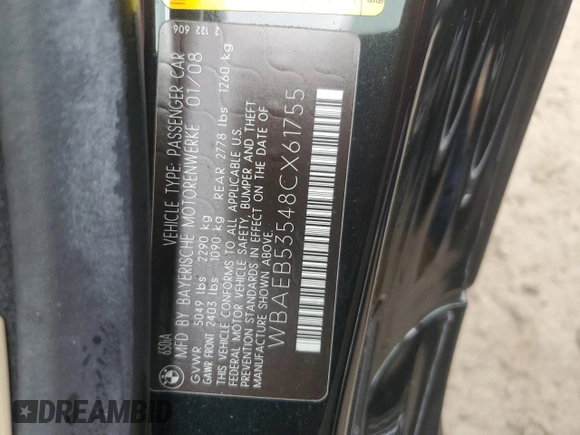 2 122 606
650iA
VEHICLE TYPE: PASSENGER CAR
MFD BY BAYERISCHE MOTORENWERKE 01/08
GVWR 5049 lbs 2290 kg
GAWR FRONT 2403 lbs 1090 kg REAR 2778 lbs 1260 kg
THIS VEHICLE CONFORMS TO ALL APPLICABLE U.S.
FEDERAL MOTOR VEHICLE SAFETY, BUMPER AND THEFT
PREVENTION STANDARDS IN EFFECT ON THE DATE OF
MANUFACTURE SHOWN ABOVE.
WBAEB53548CX61755
DREAMBID